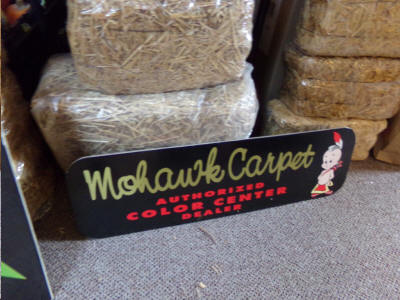 Mohawk Carpet
AUTHORIZED
COLOR CENTER
DEALER